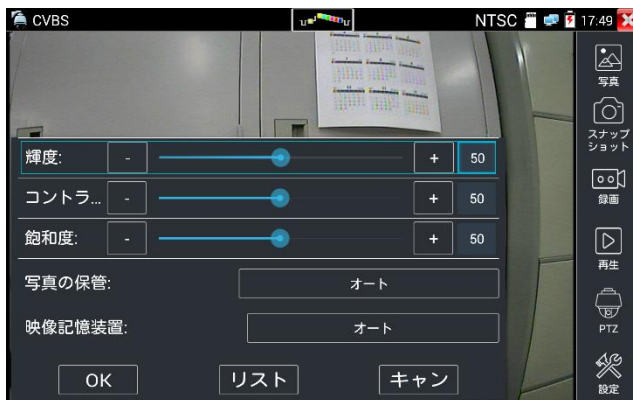 CVBS
NTSC
17:49
写真
スナップ
ショット
録画
再生
PTZ
設定
輝度:
-
+
50
コントラ...
-
+
50
飽和度:
-
+
50
写真の保管:
オート
映像記憶装置:
オート
OK
リスト
キャン